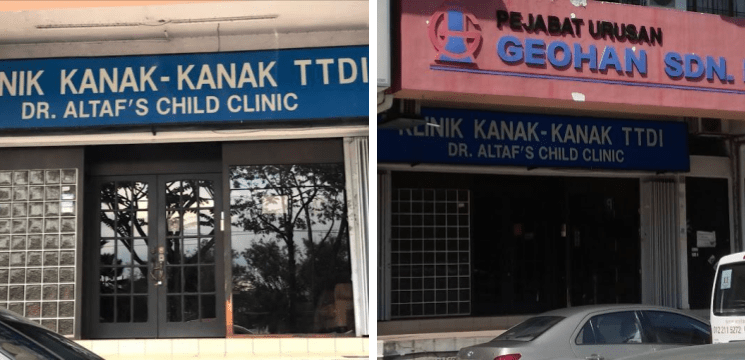 NIK KANAK-KANAK TTDI
DR. ALTAF'S CHILD CLINIC
PEJABAT URUSAN
GEOHAN SDN.
KLINIK KANAK-KANAK TTDI
DR. ALTAF'S CHILD CLINIC